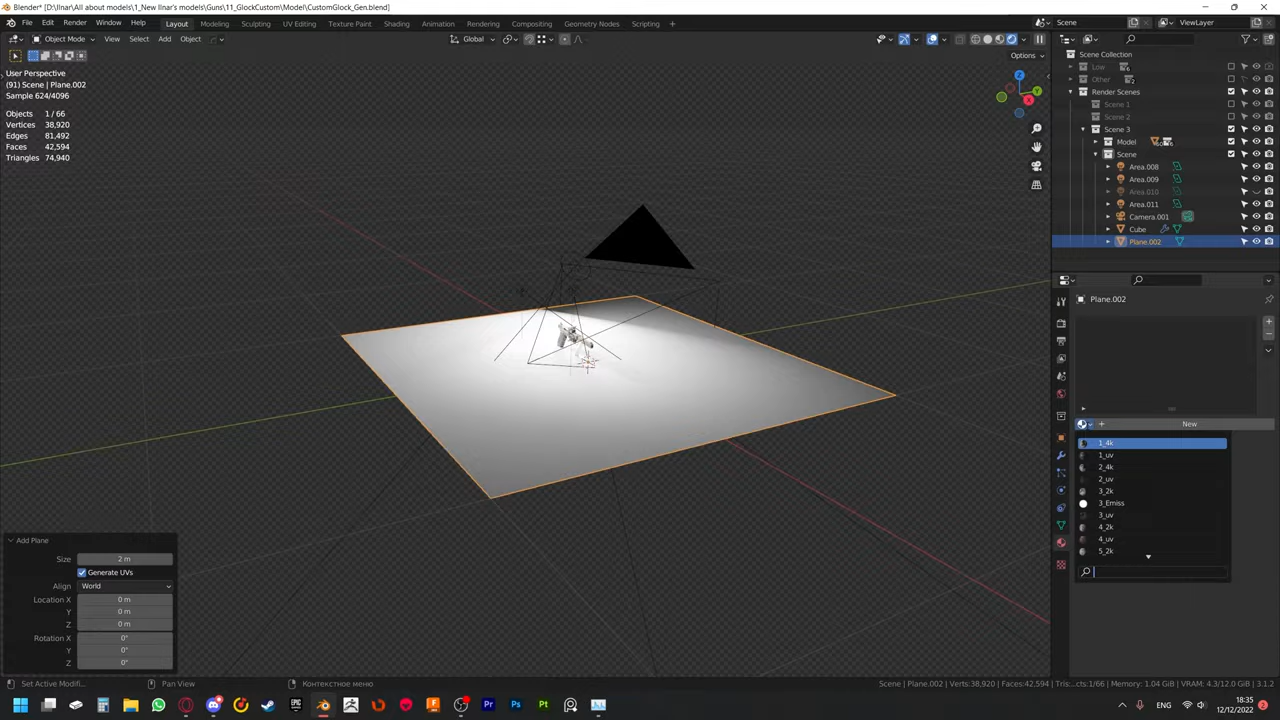 Blender* [D:\Ilnar\All about models\1_New Ilnar's models\Guns\11_GlockCustom\Model\CustomGlock_Gen.blend]
File Edit Render Window Help Layout Modeling Sculpting UV Editing Texture Paint Shading Animation Rendering Compositing Geometry Nodes Scripting Scene ViewLayer
Object Mode View Select Add Object Global
Options
User Perspective
(91) Scene | Plane.002
Sample 624/4096
Objects 1 / 66
Vertices 38,920
Edges 81,492
Faces 42,594
Triangles 74,940
Z
Y
X
Scene Collection
Low
Other
Render Scenes
Scene 1
Scene 2
Scene 3
Model
Scene
Area.008
Area.009
Area.010
Area.011
Camera.001
Cube
Plane.002
Plane.002
New
1_4k
1_uv
2_4k
2_uv
3_2k
3_Emiss
3_uv
4_2k
4_uv
5_2k
Add Plane
Size 2 m
Generate UVs
Align World
Location X 0 m
Y 0 m
Z 0 m
Rotation X 0°
Y 0°
Z 0°
Set Active Modifi... Pan View Контекстное меню Scene | Plane.002 Verts:38,920 | Faces:42,594 | Tris...:cts:1/66 | Memory: 1.04 GiB | VRAM: 4.3/12.0 GiB | 3.1.2
Pr Ps Pt ENG 18:35
12/12/2022